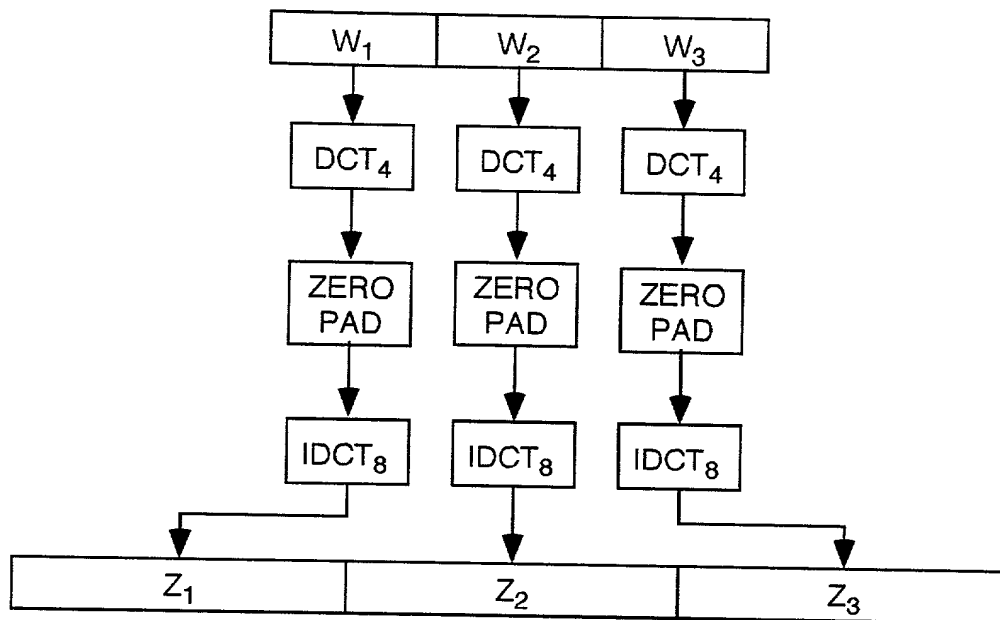 W₁ W₂ W₃
DCT₄ DCT₄ DCT₄
ZERO PAD ZERO PAD ZERO PAD
IDCT₈ IDCT₈ IDCT₈
Z₁ Z₂ Z₃